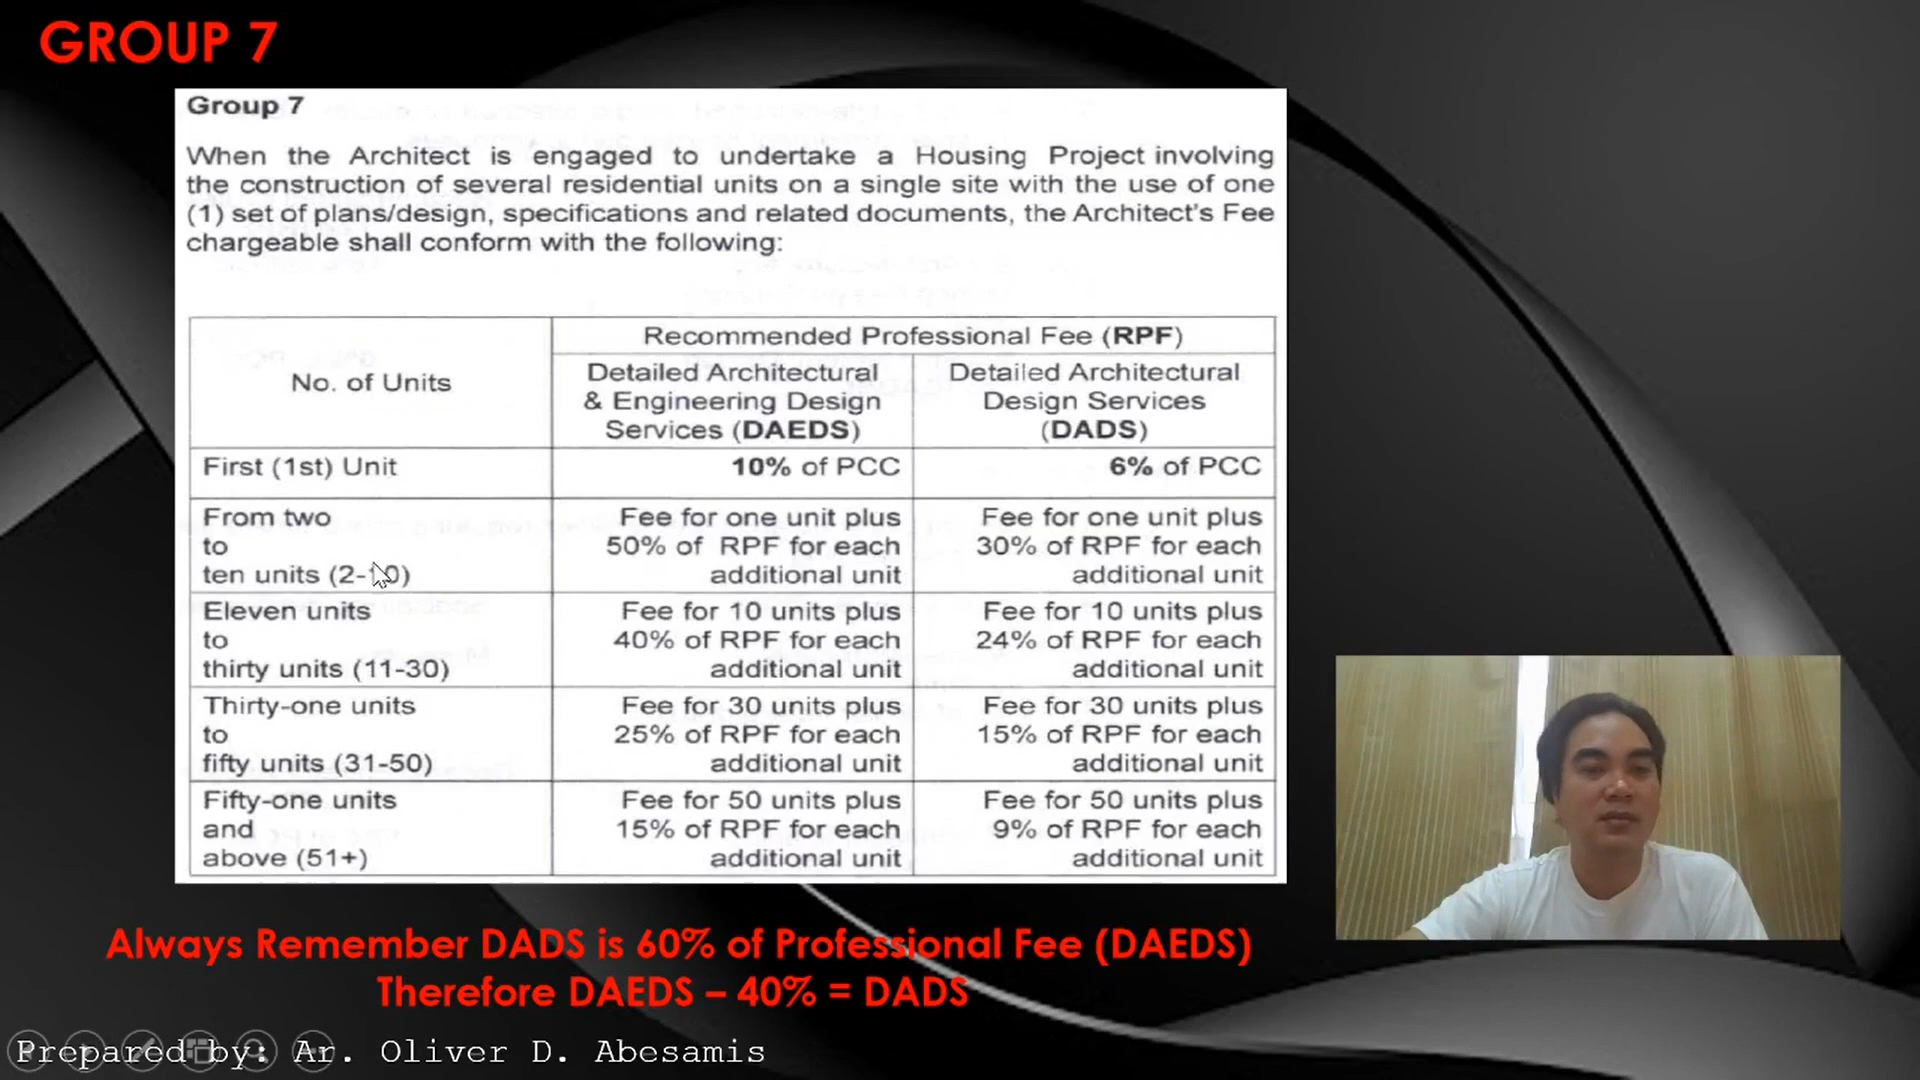 GROUP 7
Group 7
When the Architect is engaged to undertake a Housing Project involving
the construction of several residential units on a single site with the use of one
(1) set of plans/design, specifications and related documents, the Architect's Fee
chargeable shall conform with the following:
No. of Units
Recommended Professional Fee (RPF)
Detailed Architectural
& Engineering Design
Services (DAEDS)
Detailed Architectural
Design Services
(DADS)
First (1st) Unit
10% of PCC
6% of PCC
From two
to
ten units (2-10)
Fee for one unit plus
50% of RPF for each
additional unit
Fee for one unit plus
30% of RPF for each
additional unit
Eleven units
to
thirty units (11-30)
Fee for 10 units plus
40% of RPF for each
additional unit
Fee for 10 units plus
24% of RPF for each
additional unit
Thirty-one units
to
fifty units (31-50)
Fee for 30 units plus
25% of RPF for each
additional unit
Fee for 30 units plus
15% of RPF for each
additional unit
Fifty-one units
and
above (51+)
Fee for 50 units plus
15% of RPF for each
additional unit
Fee for 50 units plus
9% of RPF for each
additional unit
Always Remember DADS is 60% of Professional Fee (DAEDS)
Therefore DAEDS – 40% = DADS
Prepared by: Ar. Oliver D. Abesamis